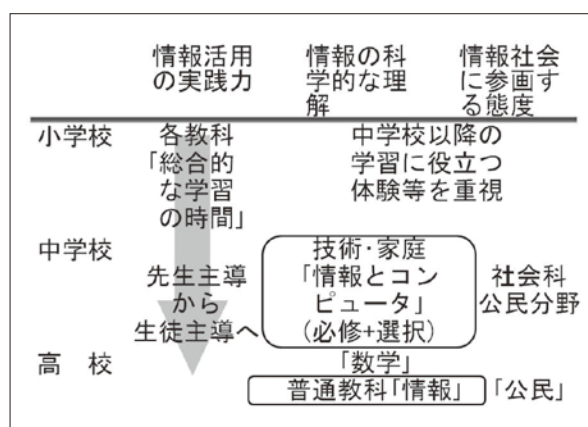 情報活用の実践力
情報の科学的な理解
情報社会に参画する態度
小学校
各教科
「総合的
な学習
の時間」
中学校以降の
学習に役立つ
体験等を重視
中学校
先生主導
から
生徒主導へ
技術・家庭
「情報とコン
ピュータ」
(必修+選択)
社会科
公民分野
高 校
「数学」
普通教科「情報」
「公民」